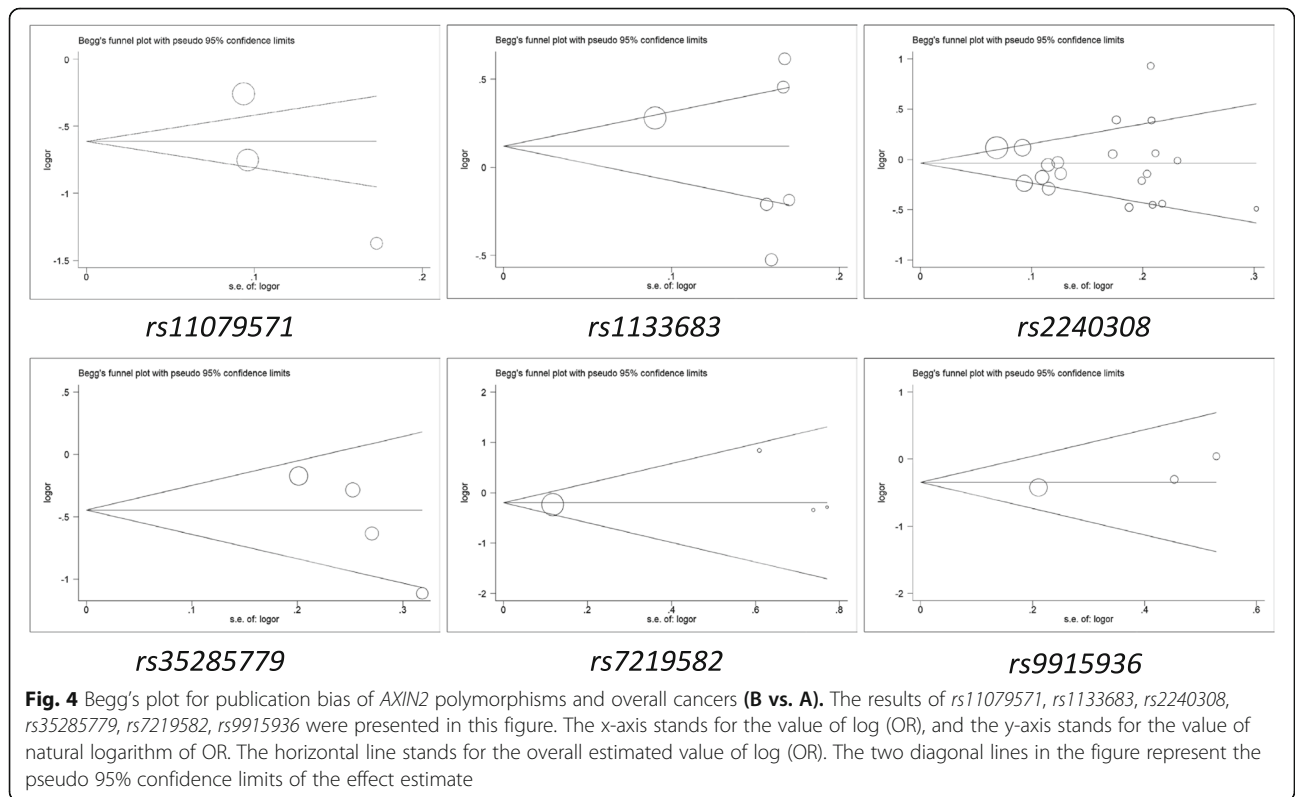 Begg's funnel plot with pseudo 95% confidence limits
0
-.5
-1
-1.5
logor
0
.1
.2
s.e. of: logor
rs11079571
Begg's funnel plot with pseudo 95% confidence limits
.5
0
-.5
logor
0
.1
.2
s.e. of: logor
rs1133683
Begg's funnel plot with pseudo 95% confidence limits
1
.5
0
-.5
-1
logor
0
.1
.2
.3
s.e. of: logor
rs2240308
Begg's funnel plot with pseudo 95% confidence limits
.5
0
-.5
-1
logor
0
.1
.2
.3
s.e. of: logor
rs35285779
Begg's funnel plot with pseudo 95% confidence limits
2
1
0
-1
-2
logor
0
.2
.4
.6
.8
s.e. of: logor
rs7219582
Begg's funnel plot with pseudo 95% confidence limits
1
0
-1
-2
logor
0
.2
.4
.6
s.e. of: logor
rs9915936
Fig. 4 Begg's plot for publication bias of AXIN2 polymorphisms and overall cancers (B vs. A). The results of rs11079571, rs1133683, rs2240308,
rs35285779, rs7219582, rs9915936 were presented in this figure. The x-axis stands for the value of log (OR), and the y-axis stands for the value of
natural logarithm of OR. The horizontal line stands for the overall estimated value of log (OR). The two diagonal lines in the figure represent the
pseudo 95% confidence limits of the effect estimate